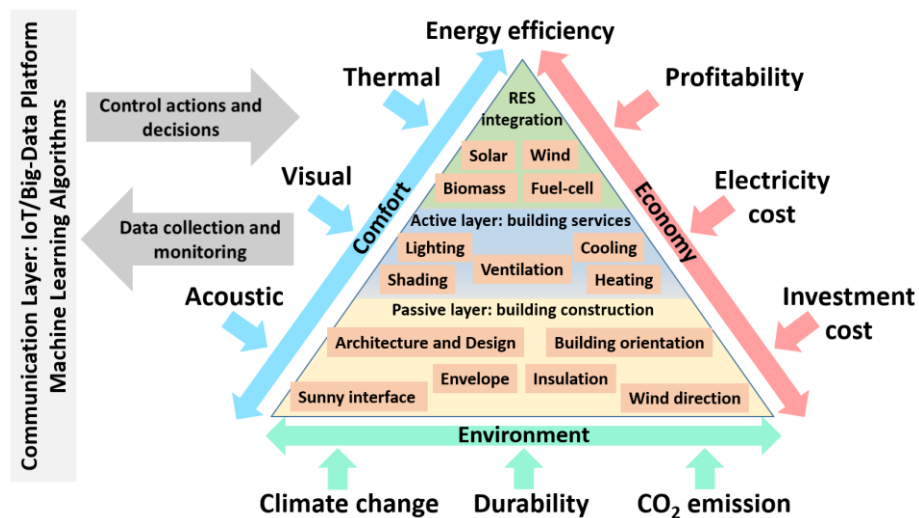 Communication Layer: IoT/Big-Data Platform
Machine Learning Algorithms
Control actions and
decisions
Data collection and
monitoring
Energy efficiency
Thermal
Visual
Acoustic
Comfort
Profitability
Electricity
cost
Investment
cost
Economy
RES
integration
Solar
Wind
Biomass
Fuel-cell
Active layer: building services
Lighting
Cooling
Ventilation
Shading
Heating
Passive layer: building construction
Architecture and Design
Building orientation
Envelope
Insulation
Sunny interface
Wind direction
Environment
Climate change
Durability
CO₂ emission